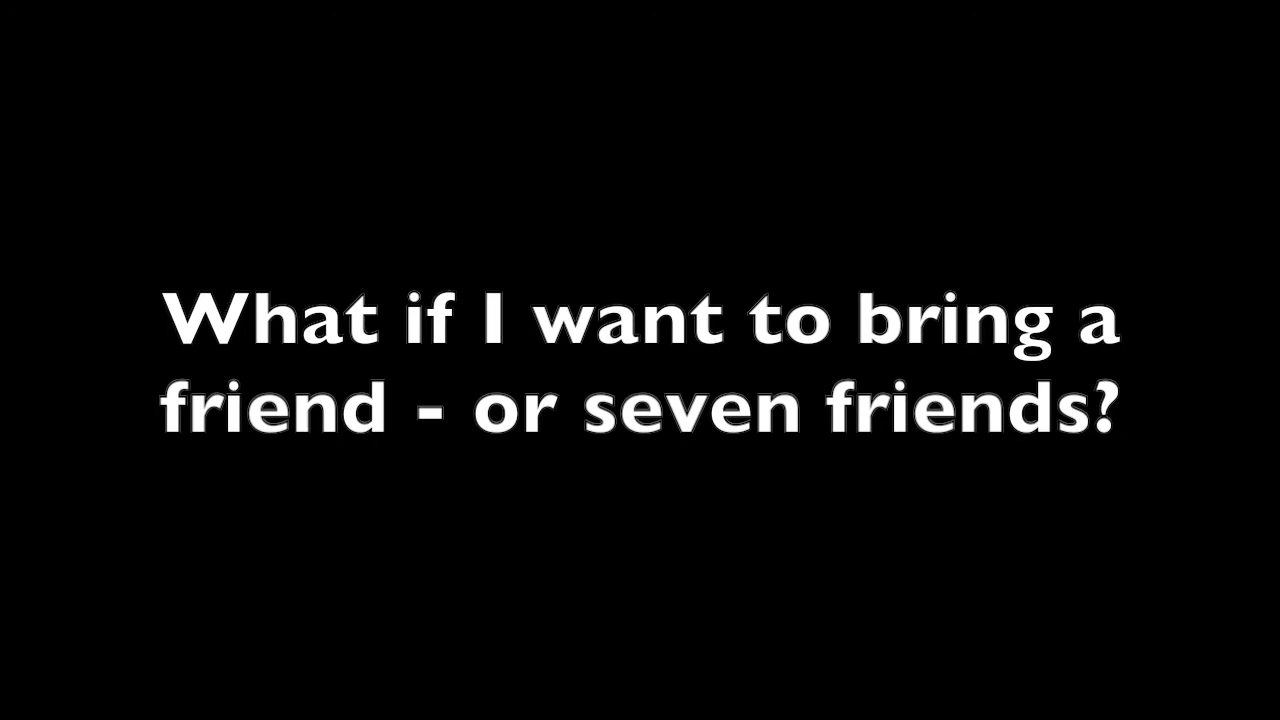 What if I want to bring a
friend - or seven friends?